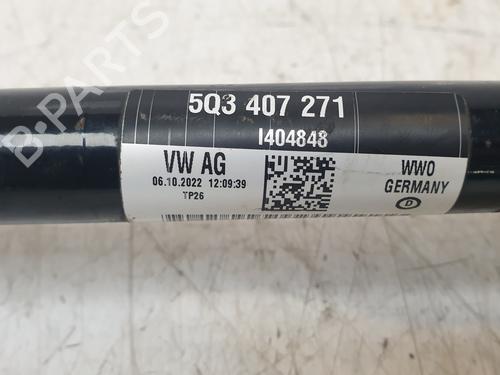 B-PARTS
5Q3 407 271
I404848
VW AG
06.10.2022 12:09:39
TP26
WWO
GERMANY
D